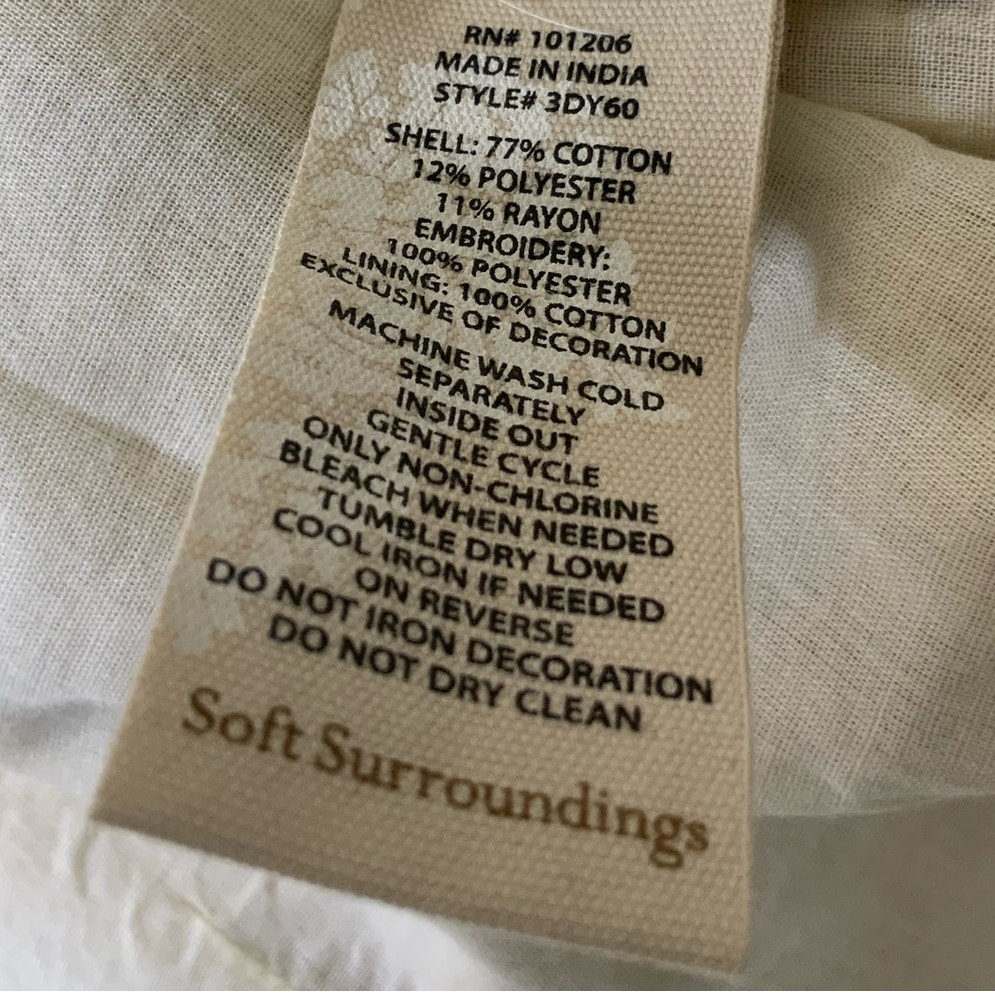 RN# 101206
MADE IN INDIA
STYLE# 3DY60
SHELL: 77% COTTON
12% POLYESTER
11% RAYON
EMBROIDERY:
100% POLYESTER
LINING: 100% COTTON
EXCLUSIVE OF DECORATION
MACHINE WASH COLD
SEPARATELY
INSIDE OUT
GENTLE CYCLE
ONLY NON-CHLORINE
BLEACH WHEN NEEDED
TUMBLE DRY LOW
COOL IRON IF NEEDED
ON REVERSE
DO NOT IRON DECORATION
DO NOT DRY CLEAN
Soft Surroundings